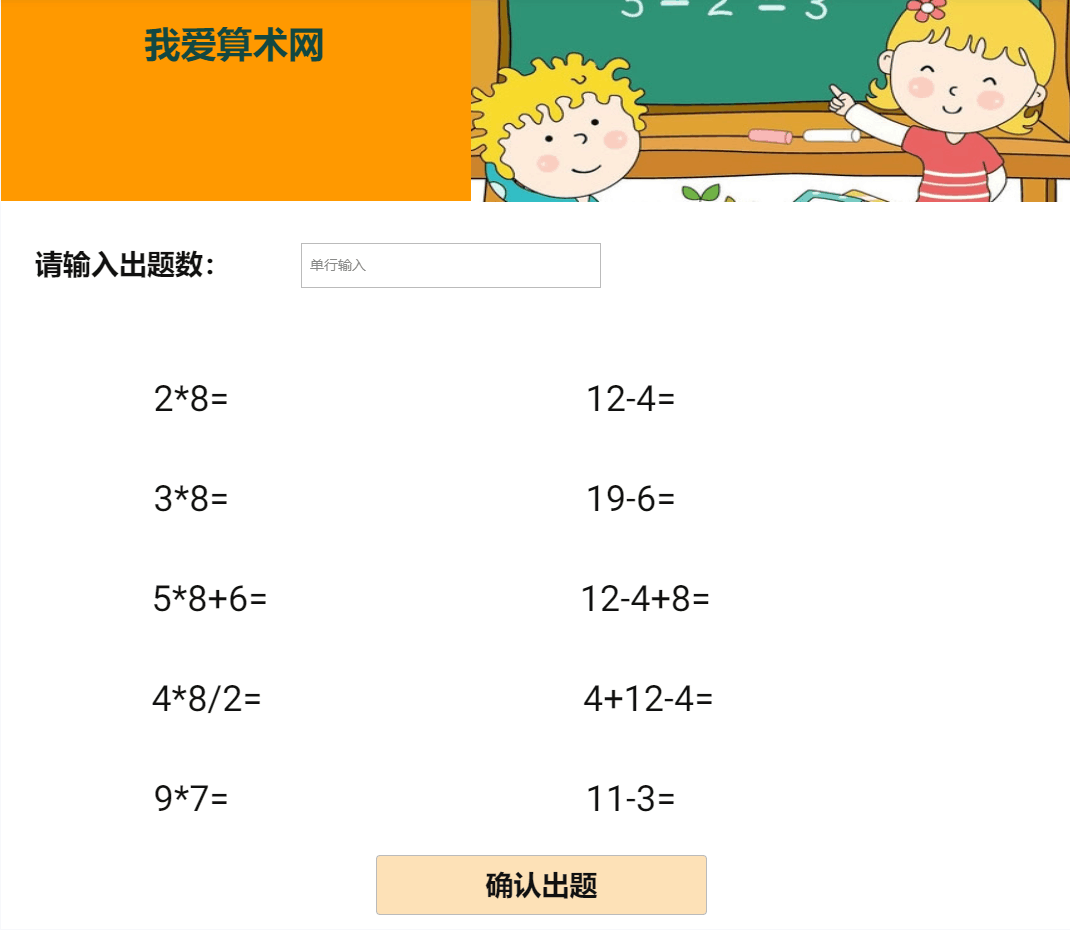 我爱算术网
5 - 2 = 3
请输入出题数：
单行输入
2*8=
12-4=
3*8=
19-6=
5*8+6=
12-4+8=
4*8/2=
4+12-4=
9*7=
11-3=
确认出题